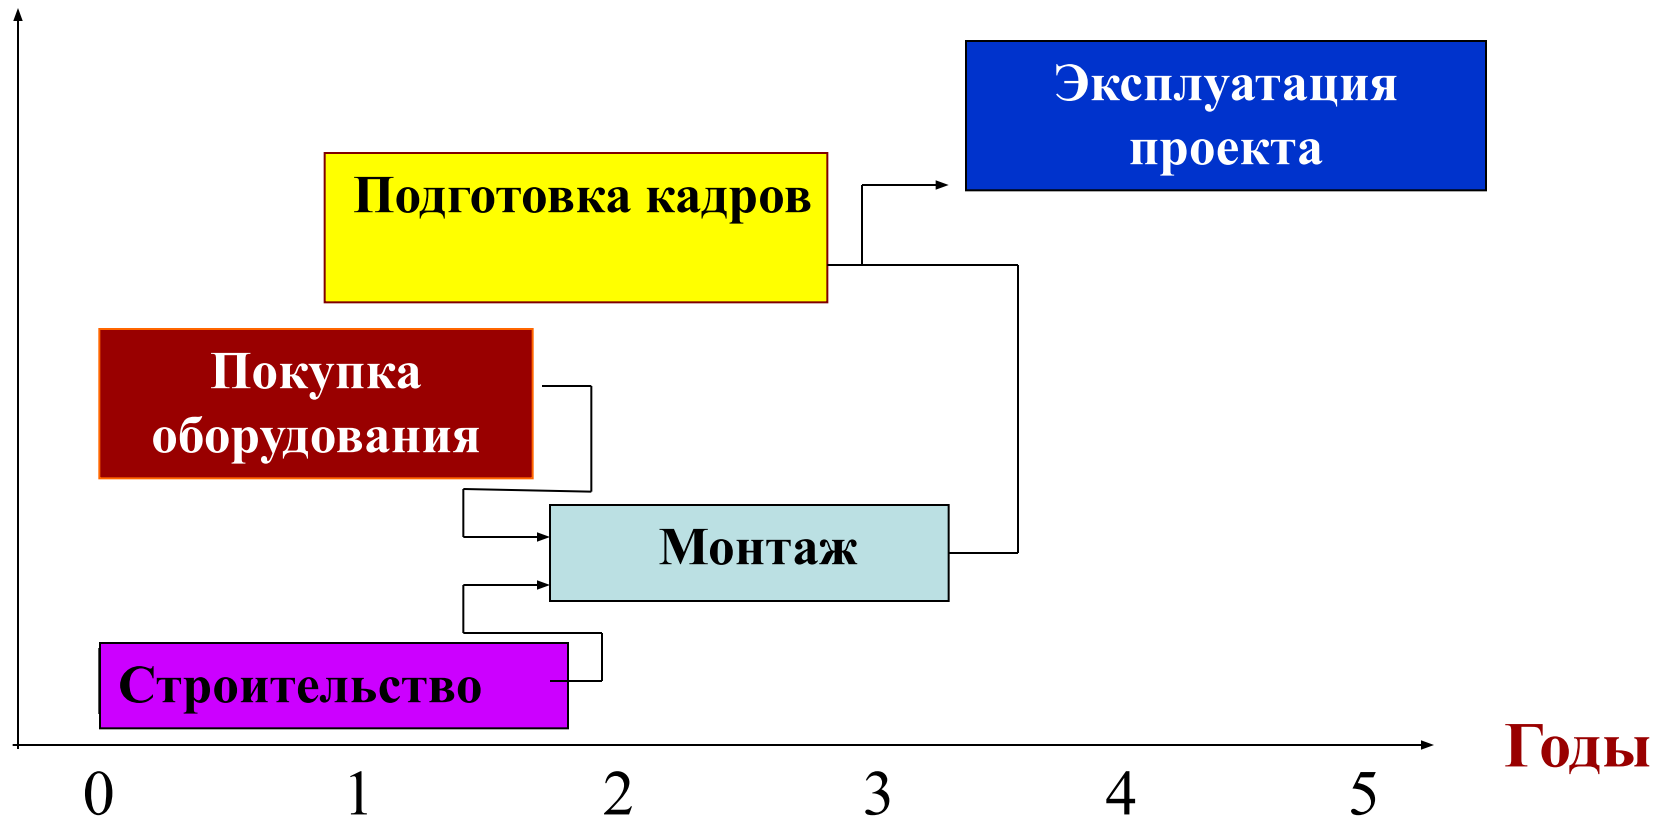 Эксплуатация
проекта
Подготовка кадров
Покупка
оборудования
Монтаж
Строительство
Годы
0 1 2 3 4 5